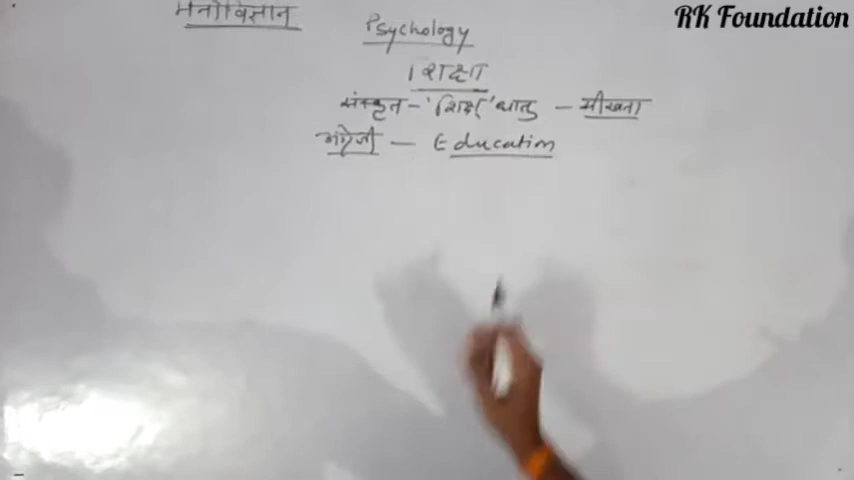 RK Foundation
मनोविज्ञान
Psychology
शिक्षा
संस्कृत - 'शिक्ष्' धातु - सीखना
अंग्रेजी - Education